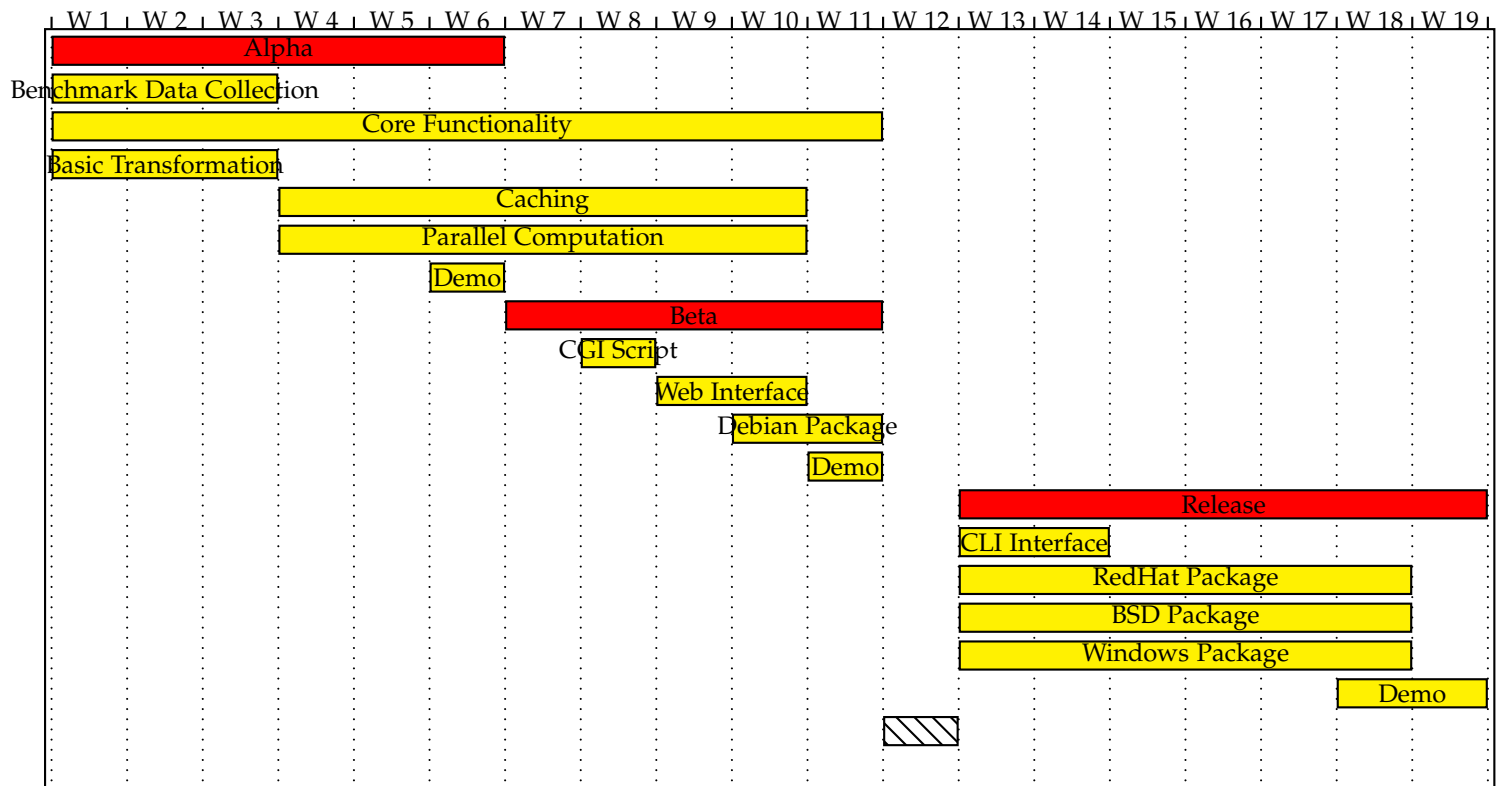 W 1 W 2 W 3 W 4 W 5 W 6 W 7 W 8 W 9 W 10 W 11 W 12 W 13 W 14 W 15 W 16 W 17 W 18 W 19
Alpha
Benchmark Data Collection
Core Functionality
Basic Transformation
Caching
Parallel Computation
Demo
Beta
CGI Script
Web Interface
Debian Package
Demo
Release
CLI Interface
RedHat Package
BSD Package
Windows Package
Demo